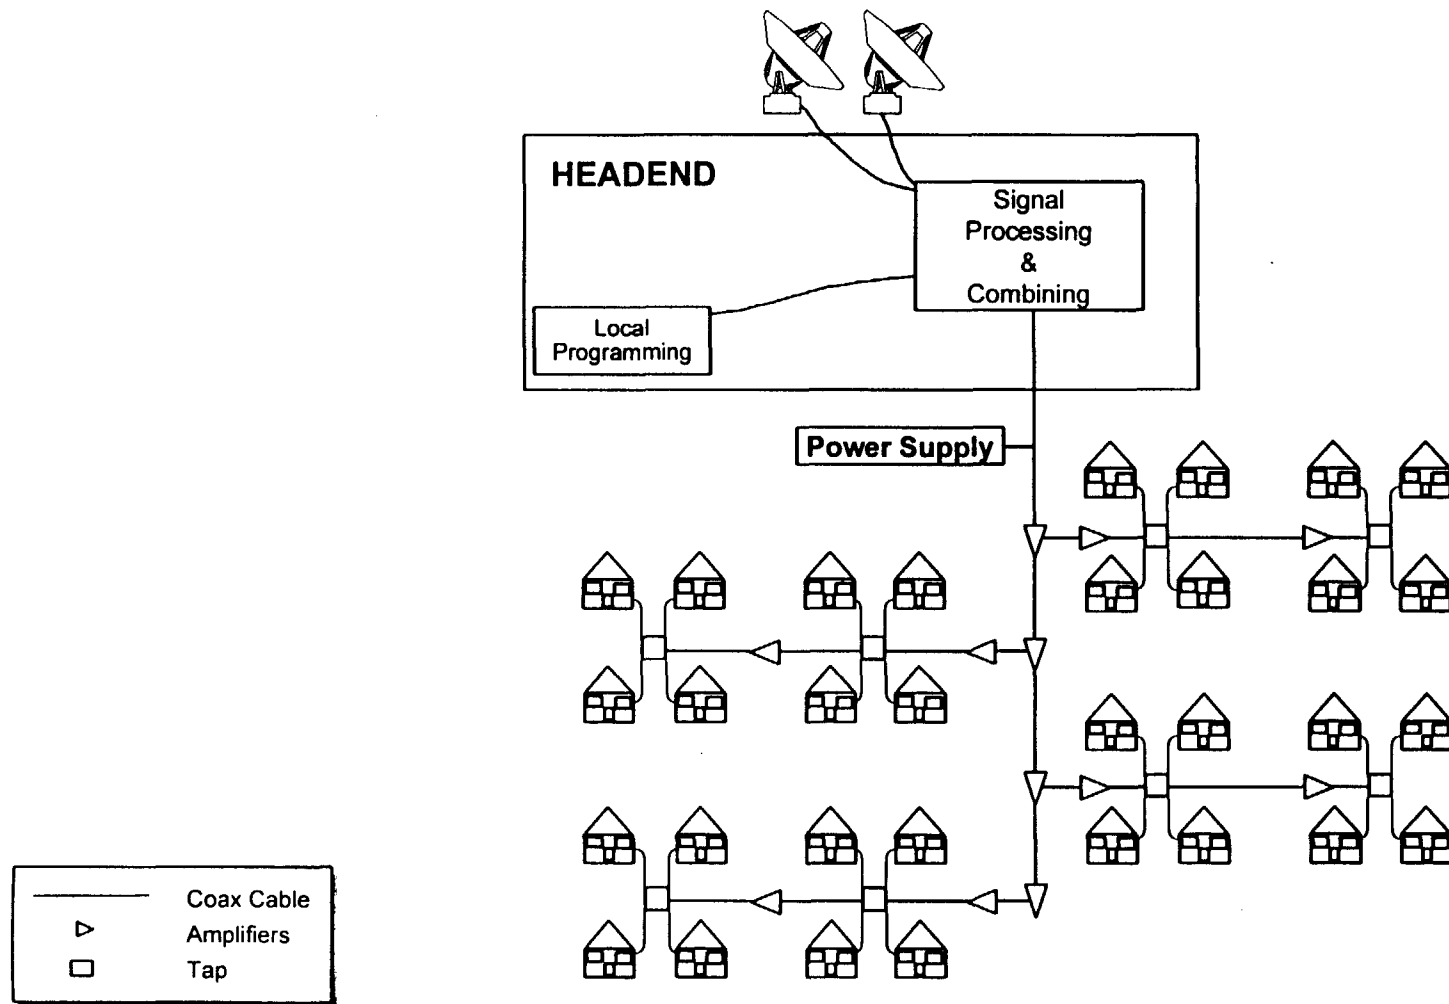 HEADEND
Signal
Processing
&
Combining
Local
Programming
Power Supply
Coax Cable
Amplifiers
Tap